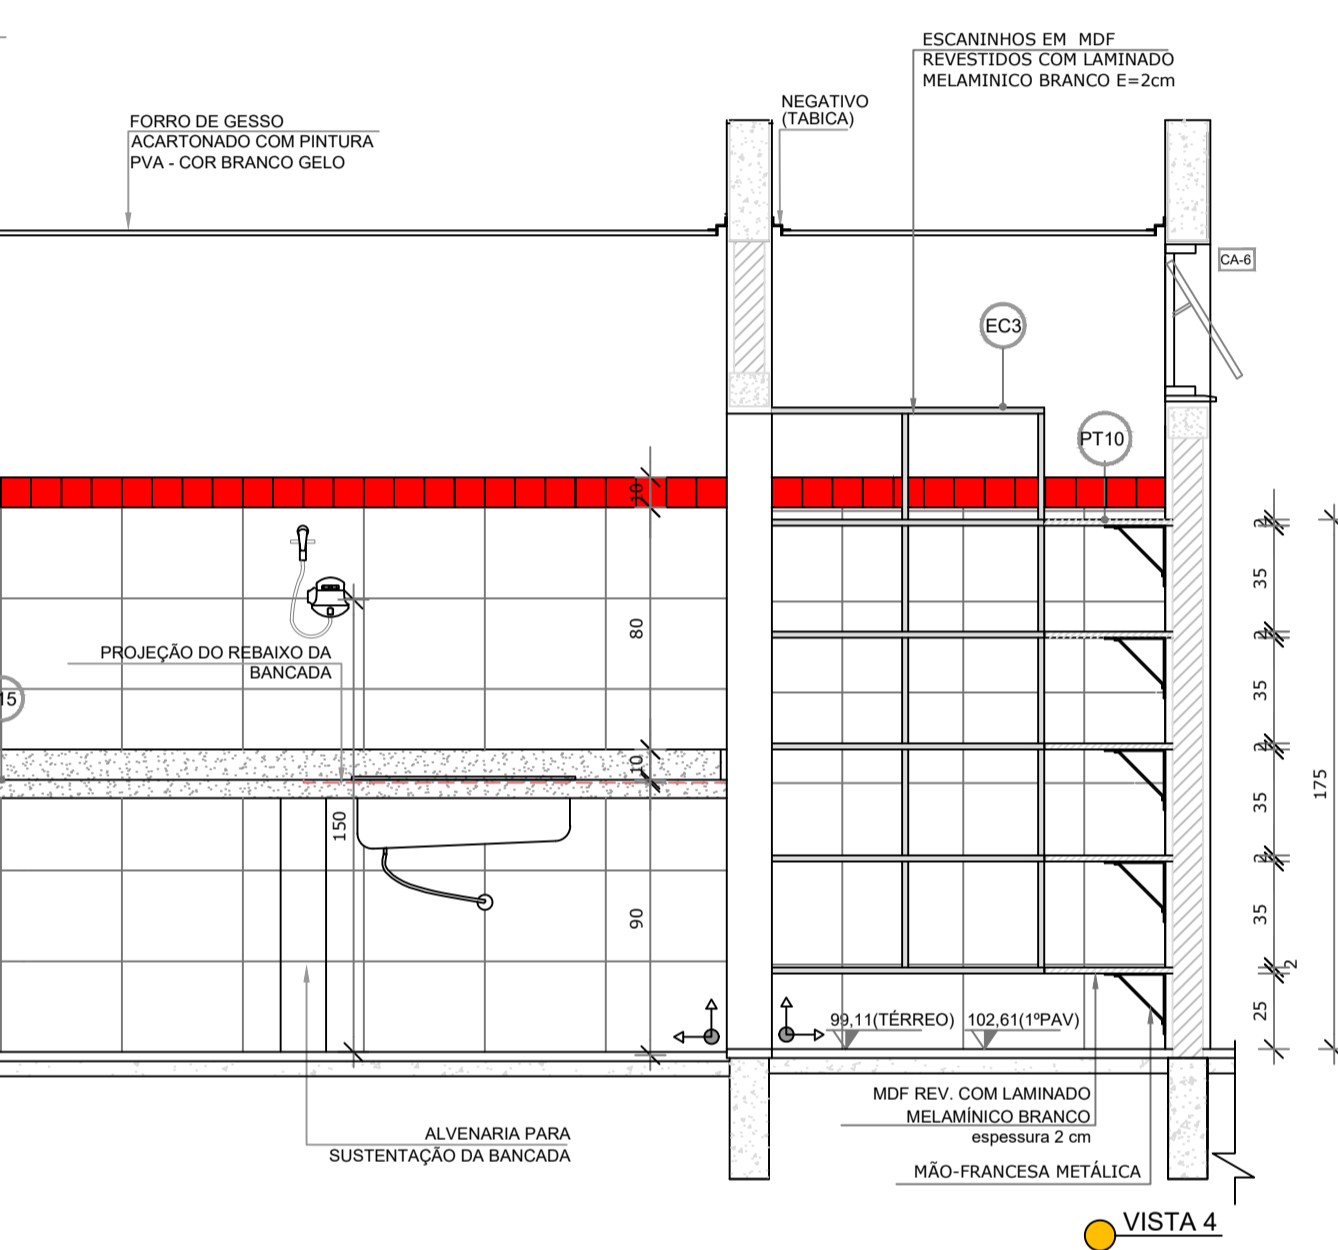 ESCANINHOS EM MDF
REVESTIDOS COM LAMINADO
MELAMINICO BRANCO E=2cm
NEGATIVO
(TABICA)
FORRO DE GESSO
ACARTONADO COM PINTURA
PVA - COR BRANCO GELO
CA-6
EC3
PT10
10
2
35
80
2
PROJEÇÃO DO REBAIXO DA
BANCADA
15
35
2
10
175
35
150
2
35
90
2
25
99,11(TÉRREO)
102,61(1ºPAV)
MDF REV. COM LAMINADO
MELAMÍNICO BRANCO
espessura 2 cm
ALVENARIA PARA
SUSTENTAÇÃO DA BANCADA
MÃO-FRANCESA METÁLICA
VISTA 4